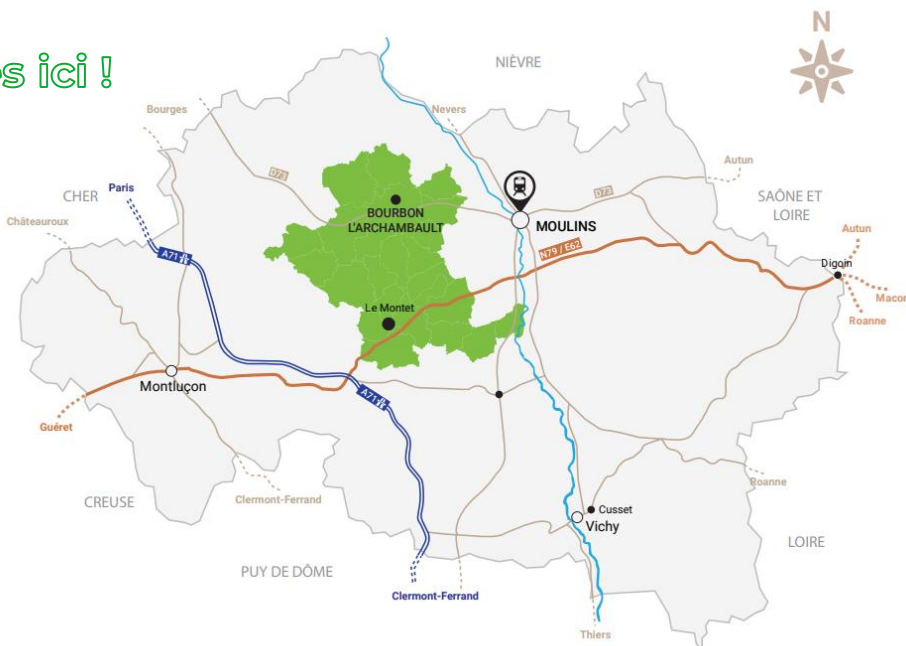 s ici !
N
NIÈVRE
Bourges
Nevers
Autun
CHER
Paris
D73
D73
SAÔNE ET
LOIRE
Châteauroux
BOURBON
L'ARCHAMBAULT
MOULINS
A71
N79 / E62
Autun
Digoin
Macon
Roanne
Le Montet
Montluçon
A71
Guéret
Roanne
CREUSE
Clermont-Ferrand
Cusset
Vichy
LOIRE
PUY DE DÔME
Clermont-Ferrand
Thiers